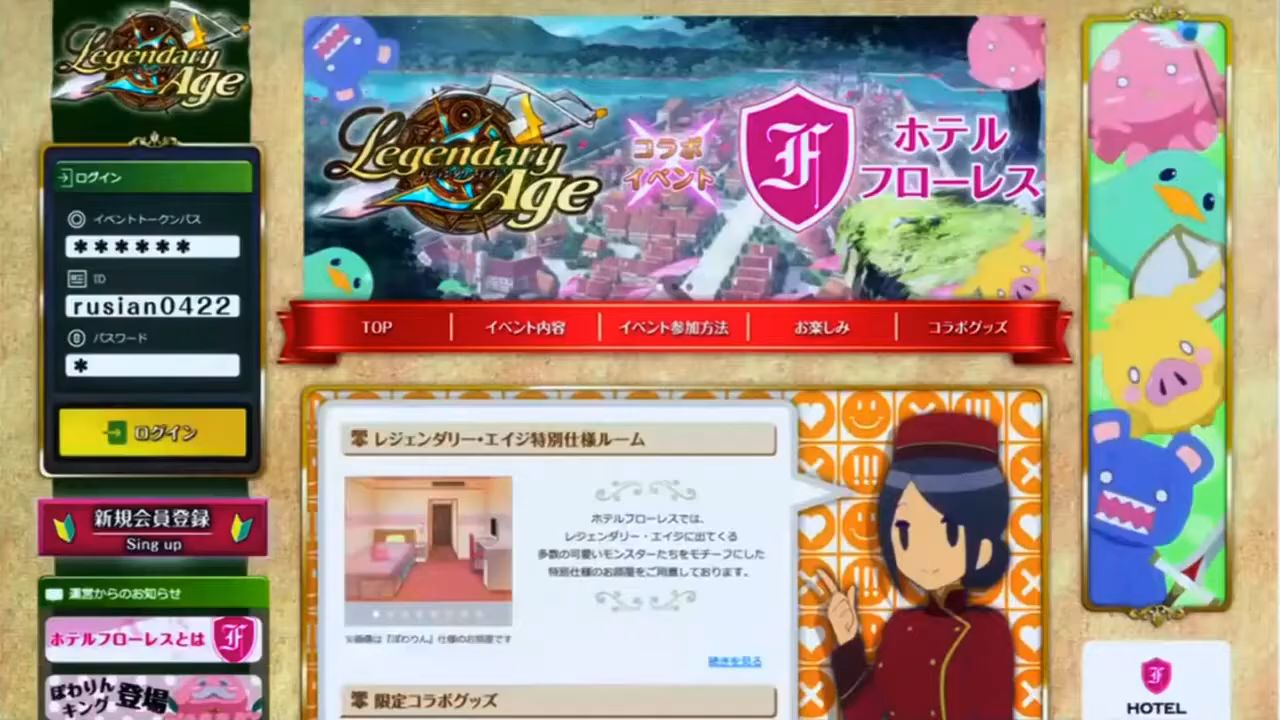 Legendary Age
ログイン
イベントトークンパス
******
ID
rusian0422
パスワード
*
ログイン
新規会員登録
Sing up
運営からのお知らせ
ホテルフローレスとは
F
ぽわりん
キング
登場
Legendary
Age
コラボ
イベント
F
ホテル
フローレス
TOP
イベント内容
イベント参加方法
お楽しみ
コラボグッズ
レジェンダリー・エイジ特別仕様ルーム
ホテルフローレスでは、
レジェンダリー・エイジに出てくる
多数の可愛いモンスターたちをモチーフにした
特別仕様のお部屋をご用意しております。
※画像は『ぽわりん』仕様のお部屋です
続きを見る
限定コラボグッズ
F
HOTEL